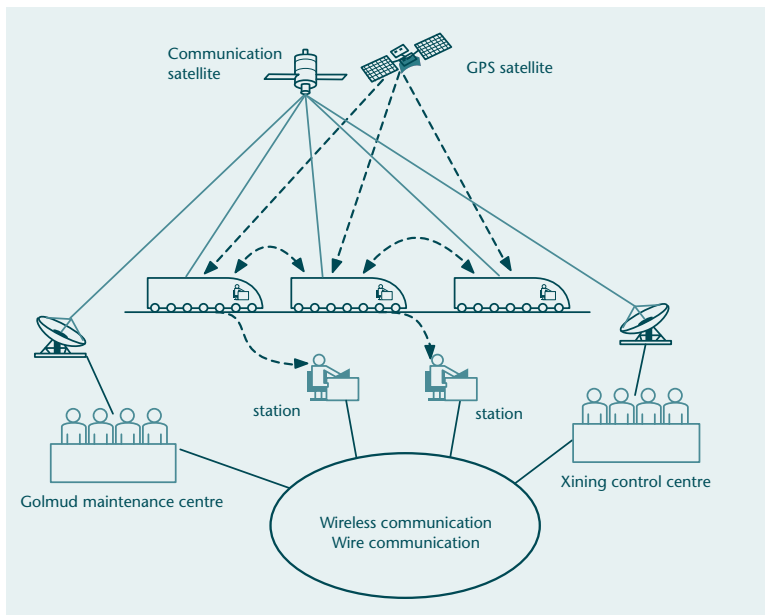 Communication
satellite
GPS satellite
station
station
Golmud maintenance centre
Xining control centre
Wireless communication
Wire communication